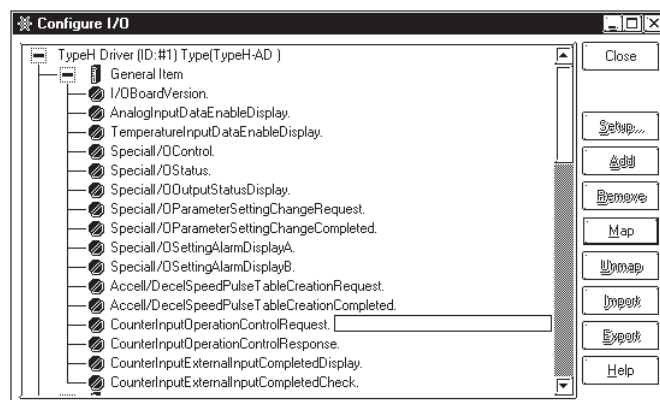 Configure I/O
TypeH Driver (ID:#1) Type(TypeH-AD )
General Item
I/OBoardVersion.
AnalogInputDataEnableDisplay.
TemperatureInputDataEnableDisplay.
SpecialI/OControl.
SpecialI/OStatus.
SpecialI/OOutputStatusDisplay.
SpecialI/OParameterSettingChangeRequest.
SpecialI/OParameterSettingChangeCompleted.
SpecialI/OSettingAlarmDisplayA.
SpecialI/OSettingAlarmDisplayB.
Accell/DecelSpeedPulseTableCreationRequest.
Accell/DecelSpeedPulseTableCreationCompleted.
CounterInputOperationControlRequest.
CounterInputOperationControlResponse.
CounterInputExternalInputCompletedDisplay.
CounterInputExternalInputCompletedCheck.
Close
Setup...
Add
Remove
Map
Unmap
Import
Export
Help